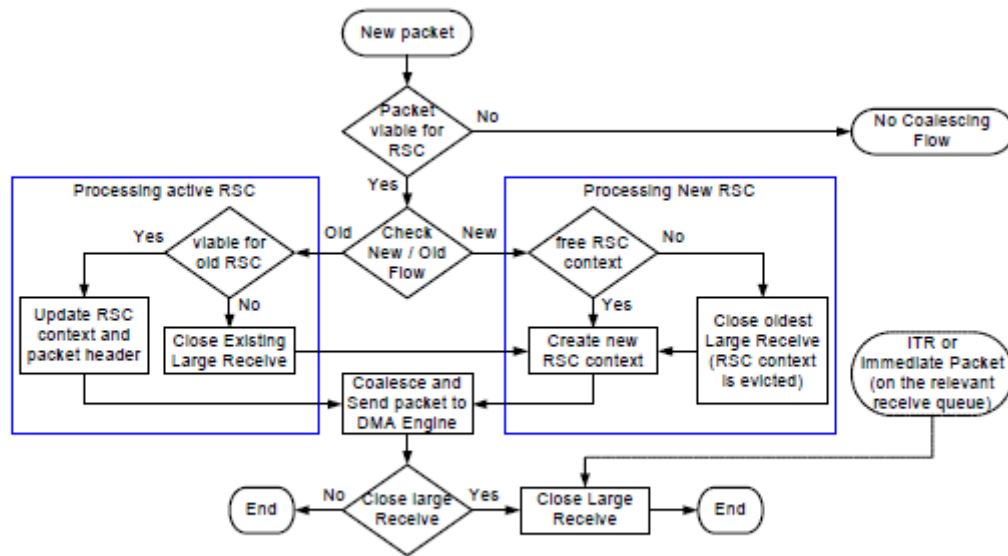 New packet
Packet
viable for
RSC
No
No Coalescing
Flow
Yes
Processing active RSC
Processing New RSC
Yes
viable for
old RSC
Old
Check
New / Old
Flow
New
free RSC
context
No
No
Yes
Update RSC
context and
packet header
Close Existing
Large Receive
Create new
RSC context
Close oldest
Large Receive
(RSC context
is evicted)
ITR or
Immediate Packet
(on the relevant
receive queue)
Coalesce and
Send packet to
DMA Engine
End
No
Close large
Receive
Yes
Close Large
Receive
End